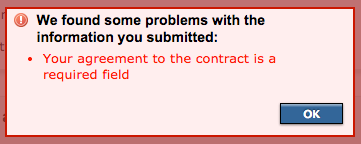 We found some problems with the
information you submitted:
• Your agreement to the contract is a
required field
OK